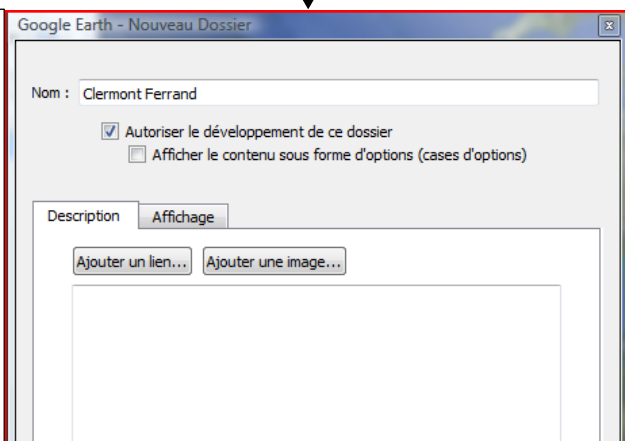 Google Earth - Nouveau Dossier
Nom : Clermont Ferrand
Autoriser le développement de ce dossier
Afficher le contenu sous forme d'options (cases d'options)
Description Affichage
Ajouter un lien... Ajouter une image...